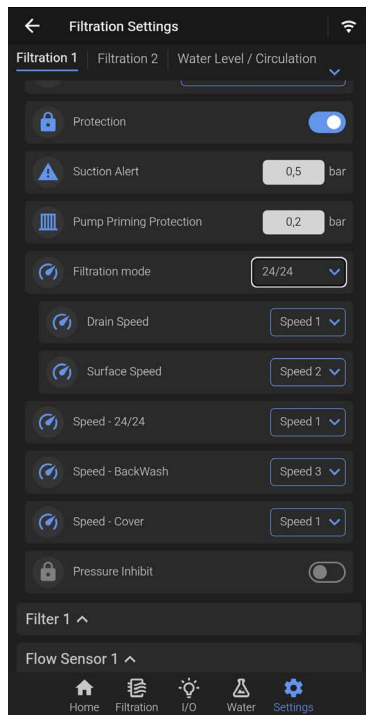 Filtration Settings
Filtration 1 Filtration 2 Water Level / Circulation
Protection
Suction Alert 0,5 bar
Pump Priming Protection 0,2 bar
Filtration mode 24/24
Drain Speed Speed 1
Surface Speed Speed 2
Speed - 24/24 Speed 1
Speed - BackWash Speed 3
Speed - Cover Speed 1
Pressure Inhibit
Filter 1
Flow Sensor 1
Home Filtration I/O Water Settings